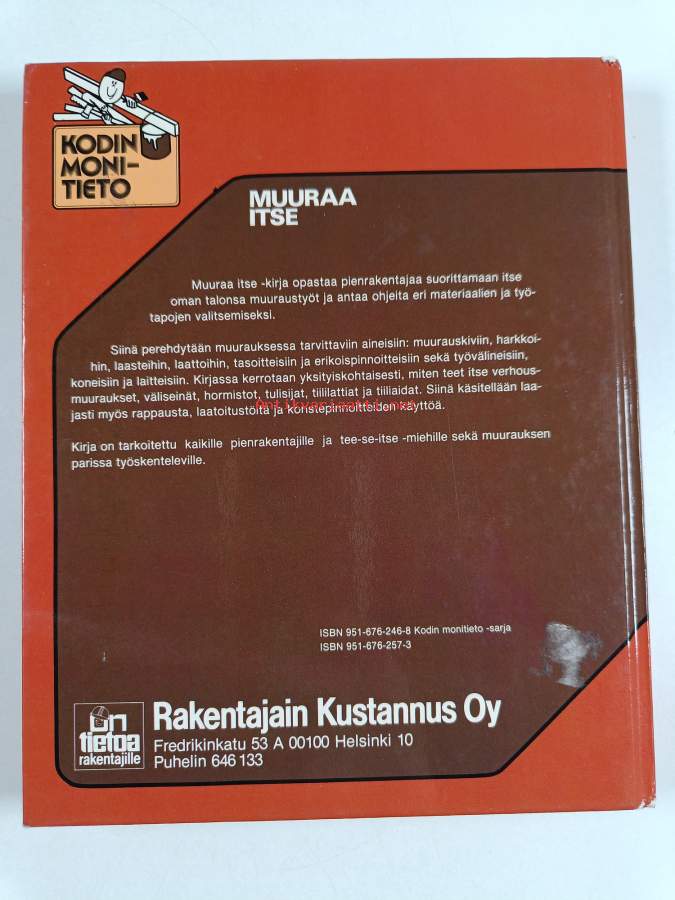 KODIN
MONI-
TIETO
MUURAA
ITSE
Muuraa itse -kirja opastaa pienrakentajaa suorittamaan itse
oman talonsa muuraustyöt ja antaa ohjeita eri materiaalien ja työ-
tapojen valitsemiseksi.
Siinä perehdytään muurauksessa tarvittaviin aineisiin: muurauskiviin, harkkoi-
hin, laasteihin, laattoihin, tasoitteisiin ja erikoispinnoitteisiin sekä työvälineisiin,
koneisiin ja laitteisiin. Kirjassa kerrotaan yksityiskohtaisesti, miten teet itse verhous-
muuraukset, väliseinät, hormistot, tulisijat, tiililattiat ja tiiliaidat. Siinä käsitellään laa-
jasti myös rappausta, laatoitustöitä ja konstepinnoitteiden käyttöä.
Antikvariaatti.net
Kirja on tarkoitettu kaikille pienrakentajille ja tee-se-itse -miehille sekä muurauksen
parissa työskenteleville.
ISBN 951-676-246-8 Kodin monitieto -sarja
ISBN 951-676-257-3
on
tietoa
rakentajille
Rakentajain Kustannus Oy
Fredrikinkatu 53 A 00100 Helsinki 10
Puhelin 646 133